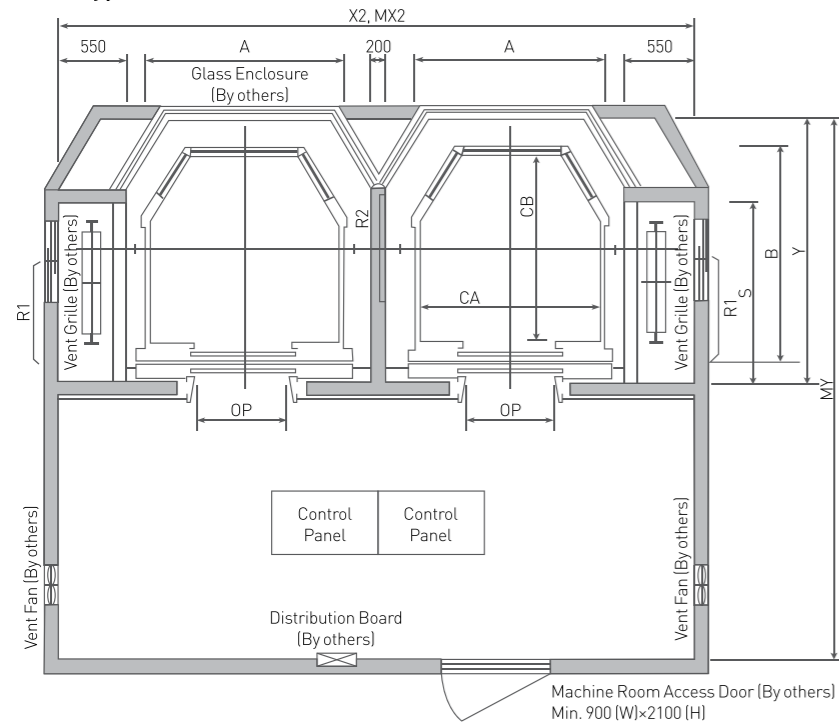 X2, MX2
550
A
200
A
550
Glass Enclosure
(By others)
R2
CB
CA
Vent Grille (By others)
R1
Vent Grille (By others)
R1
S
B
Y
MY
OP
OP
Control
Panel
Control
Panel
Vent Fan (By others)
Vent Fan (By others)
Distribution Board
(By others)
Machine Room Access Door (By others)
Min. 900 (W)×2100 (H)